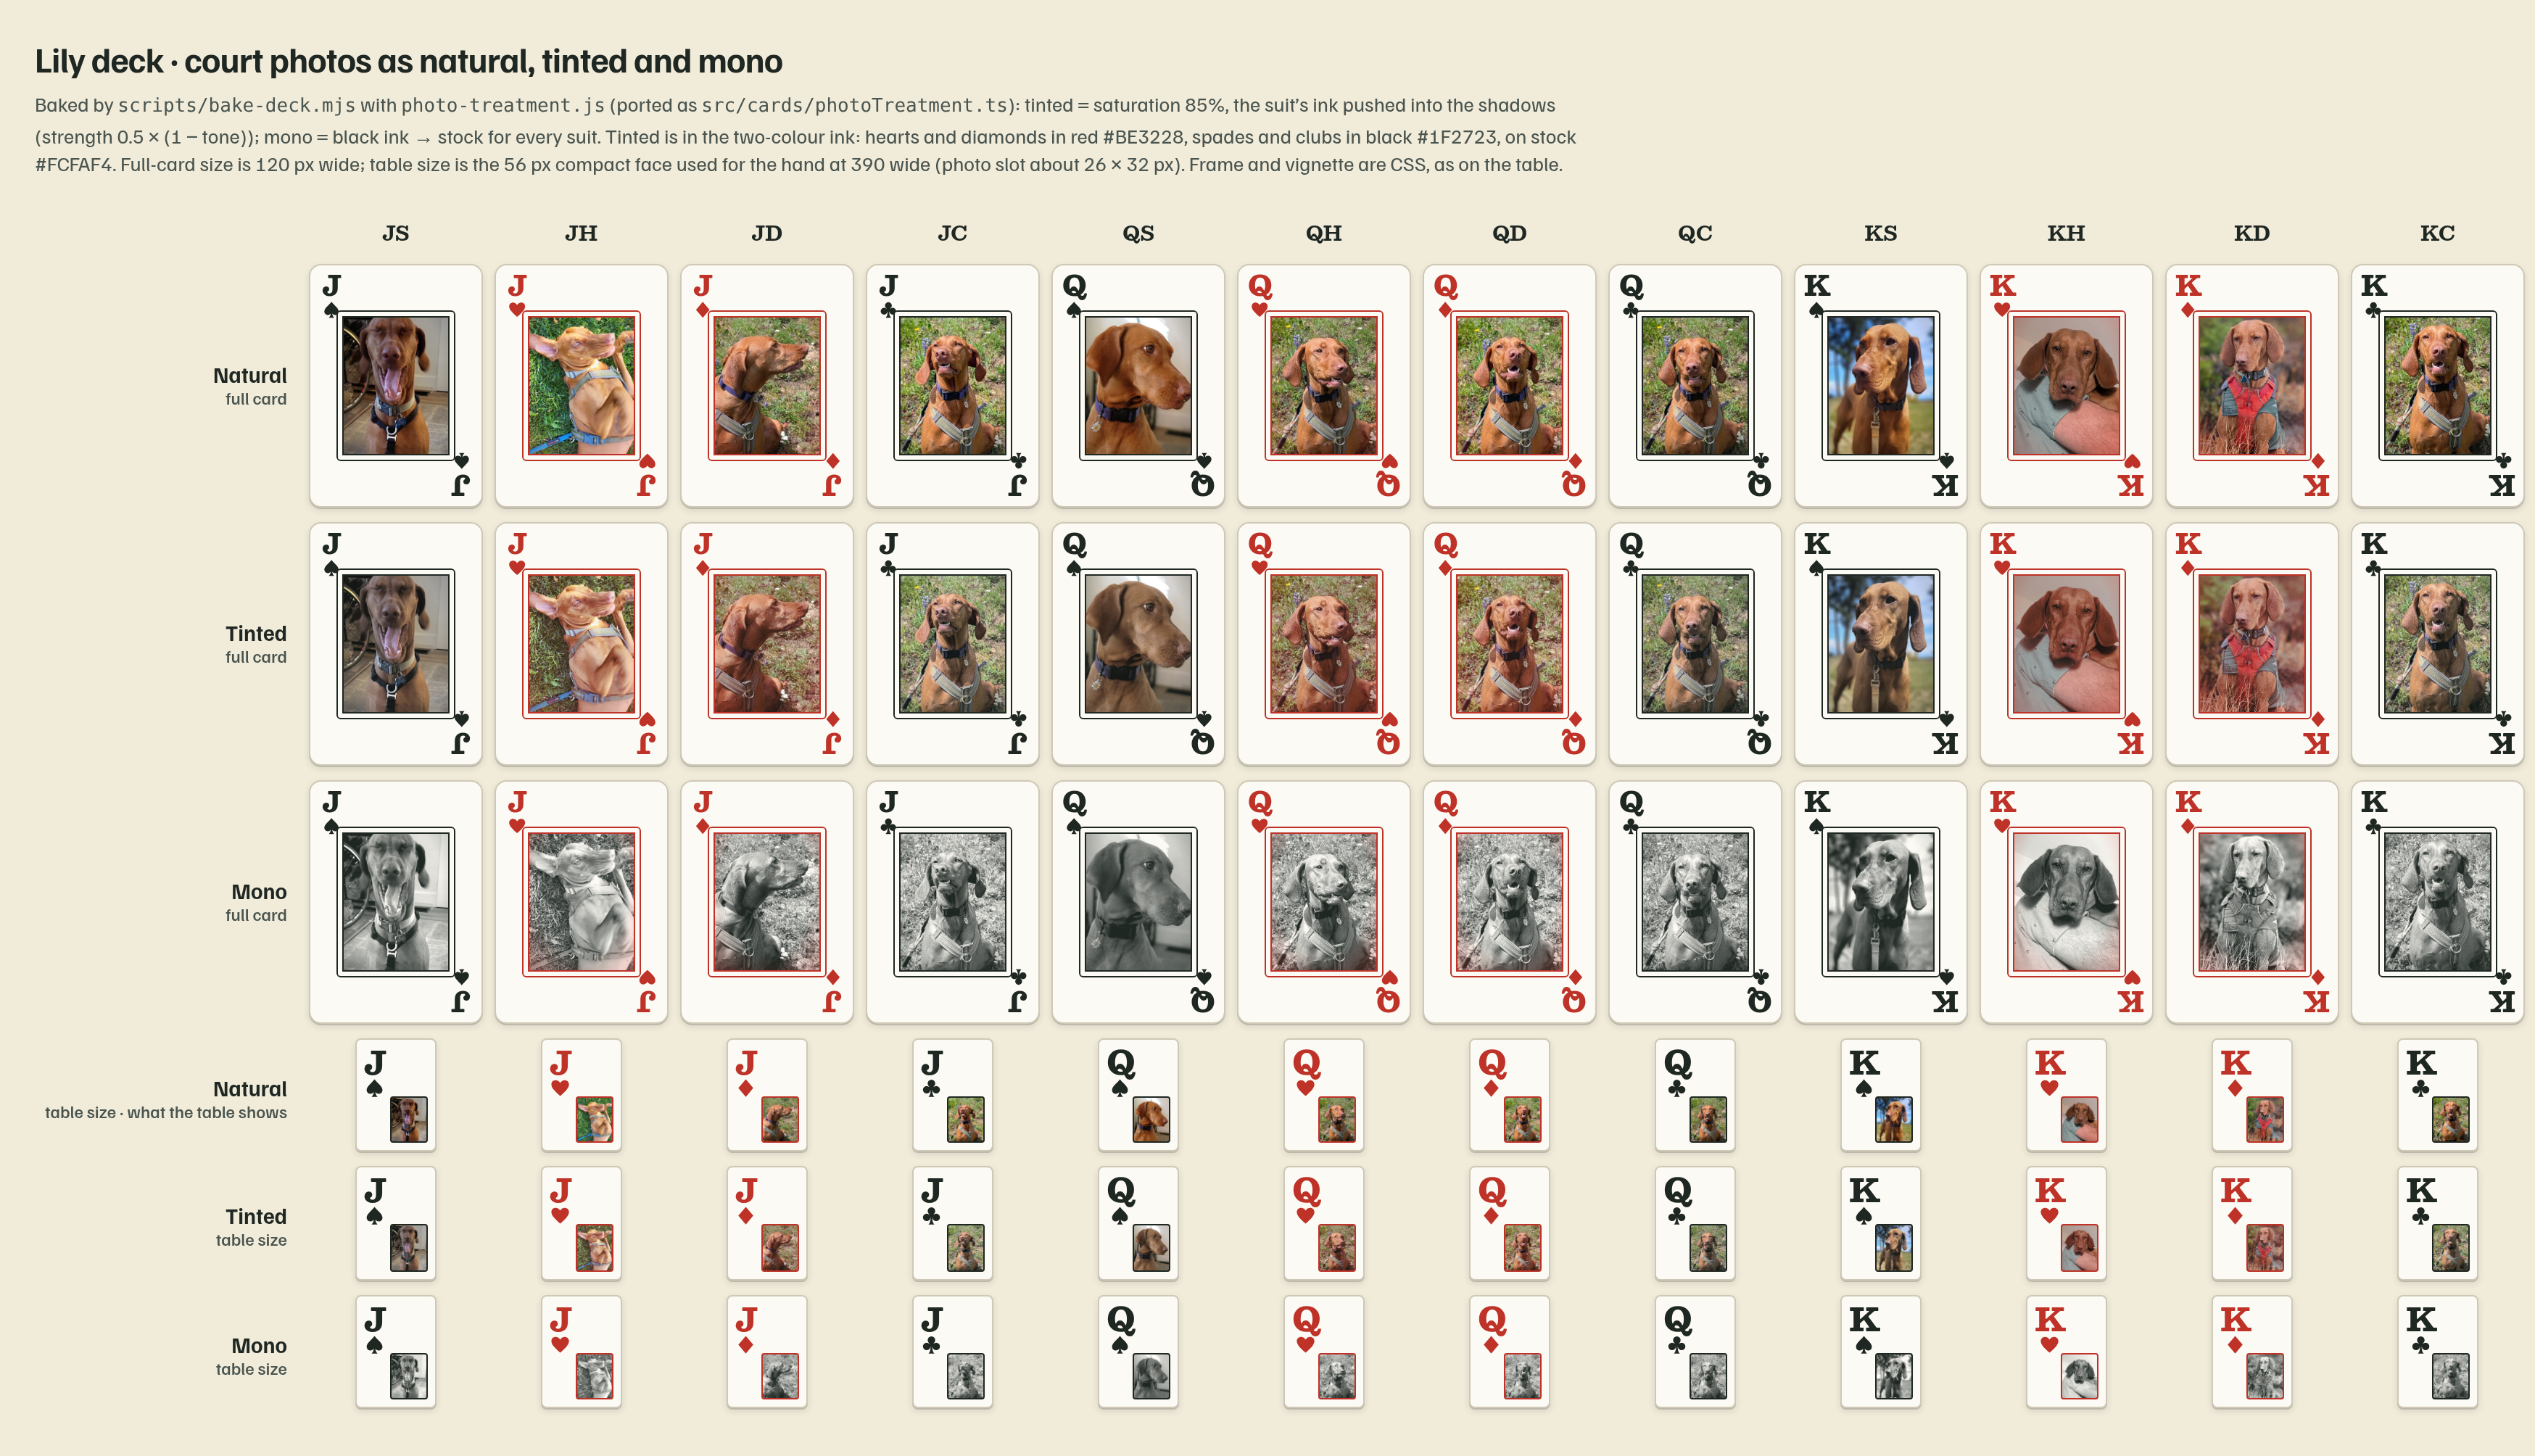 Lily deck · court photos as natural, tinted and mono
Baked by scripts/bake-deck.mjs with photo-treatment.js (ported as src/cards/photoTreatment.ts): tinted = saturation 85%, the suit's ink pushed into the shadows
(strength 0.5 × (1 − tone)); mono = black ink → stock for every suit. Tinted is in the two-colour ink: hearts and diamonds in red #BE3228, spades and clubs in black #1F2723, on stock
#FCFAF4. Full-card size is 120 px wide; table size is the 56 px compact face used for the hand at 390 wide (photo slot about 26 × 32 px). Frame and vignette are CSS, as on the table.
JS JH JD JC QS QH QD QC KS KH KD KC
J♠ J♥ J♦ J♣ Q♠ Q♥ Q♦ Q♣ K♠ K♥ K♦ K♣
Natural
full card
J♠ J♥ J♦ J♣ Q♠ Q♥ Q♦ Q♣ K♠ K♥ K♦ K♣
J♠ J♥ J♦ J♣ Q♠ Q♥ Q♦ Q♣ K♠ K♥ K♦ K♣
Tinted
full card
J♠ J♥ J♦ J♣ Q♠ Q♥ Q♦ Q♣ K♠ K♥ K♦ K♣
J♠ J♥ J♦ J♣ Q♠ Q♥ Q♦ Q♣ K♠ K♥ K♦ K♣
Mono
full card
J♠ J♥ J♦ J♣ Q♠ Q♥ Q♦ Q♣ K♠ K♥ K♦ K♣
J♠ J♥ J♦ J♣ Q♠ Q♥ Q♦ Q♣ K♠ K♥ K♦ K♣
Natural
table size · what the table shows
J♠ J♥ J♦ J♣ Q♠ Q♥ Q♦ Q♣ K♠ K♥ K♦ K♣
Tinted
table size
J♠ J♥ J♦ J♣ Q♠ Q♥ Q♦ Q♣ K♠ K♥ K♦ K♣
Mono
table size